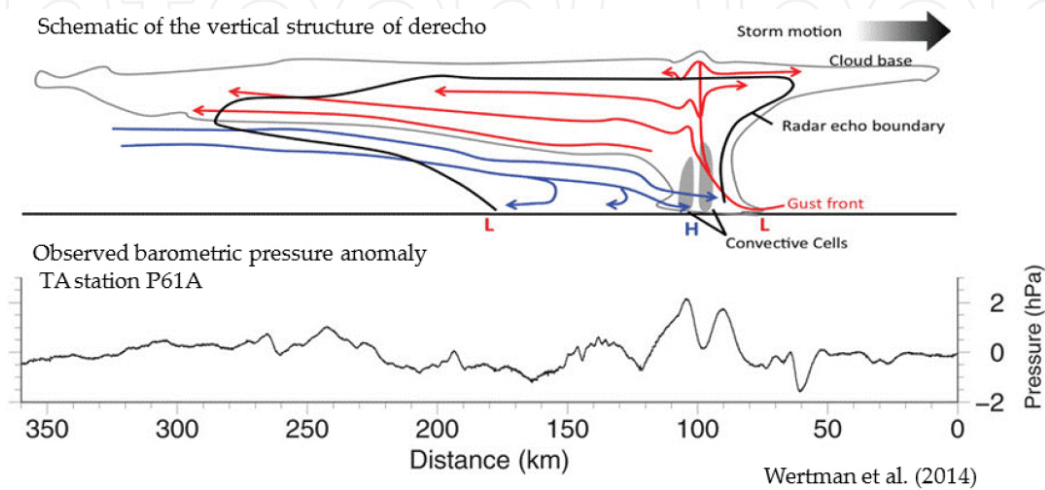 Schematic of the vertical structure of derecho
Storm motion
Cloud base
Radar echo boundary
Gust front
L
H
L
Convective Cells
Observed barometric pressure anomaly
TA station P61A
2
0
−2
Pressure (hPa)
350 300 250 200 150 100 50 0
Distance (km)
Wertman et al. (2014)